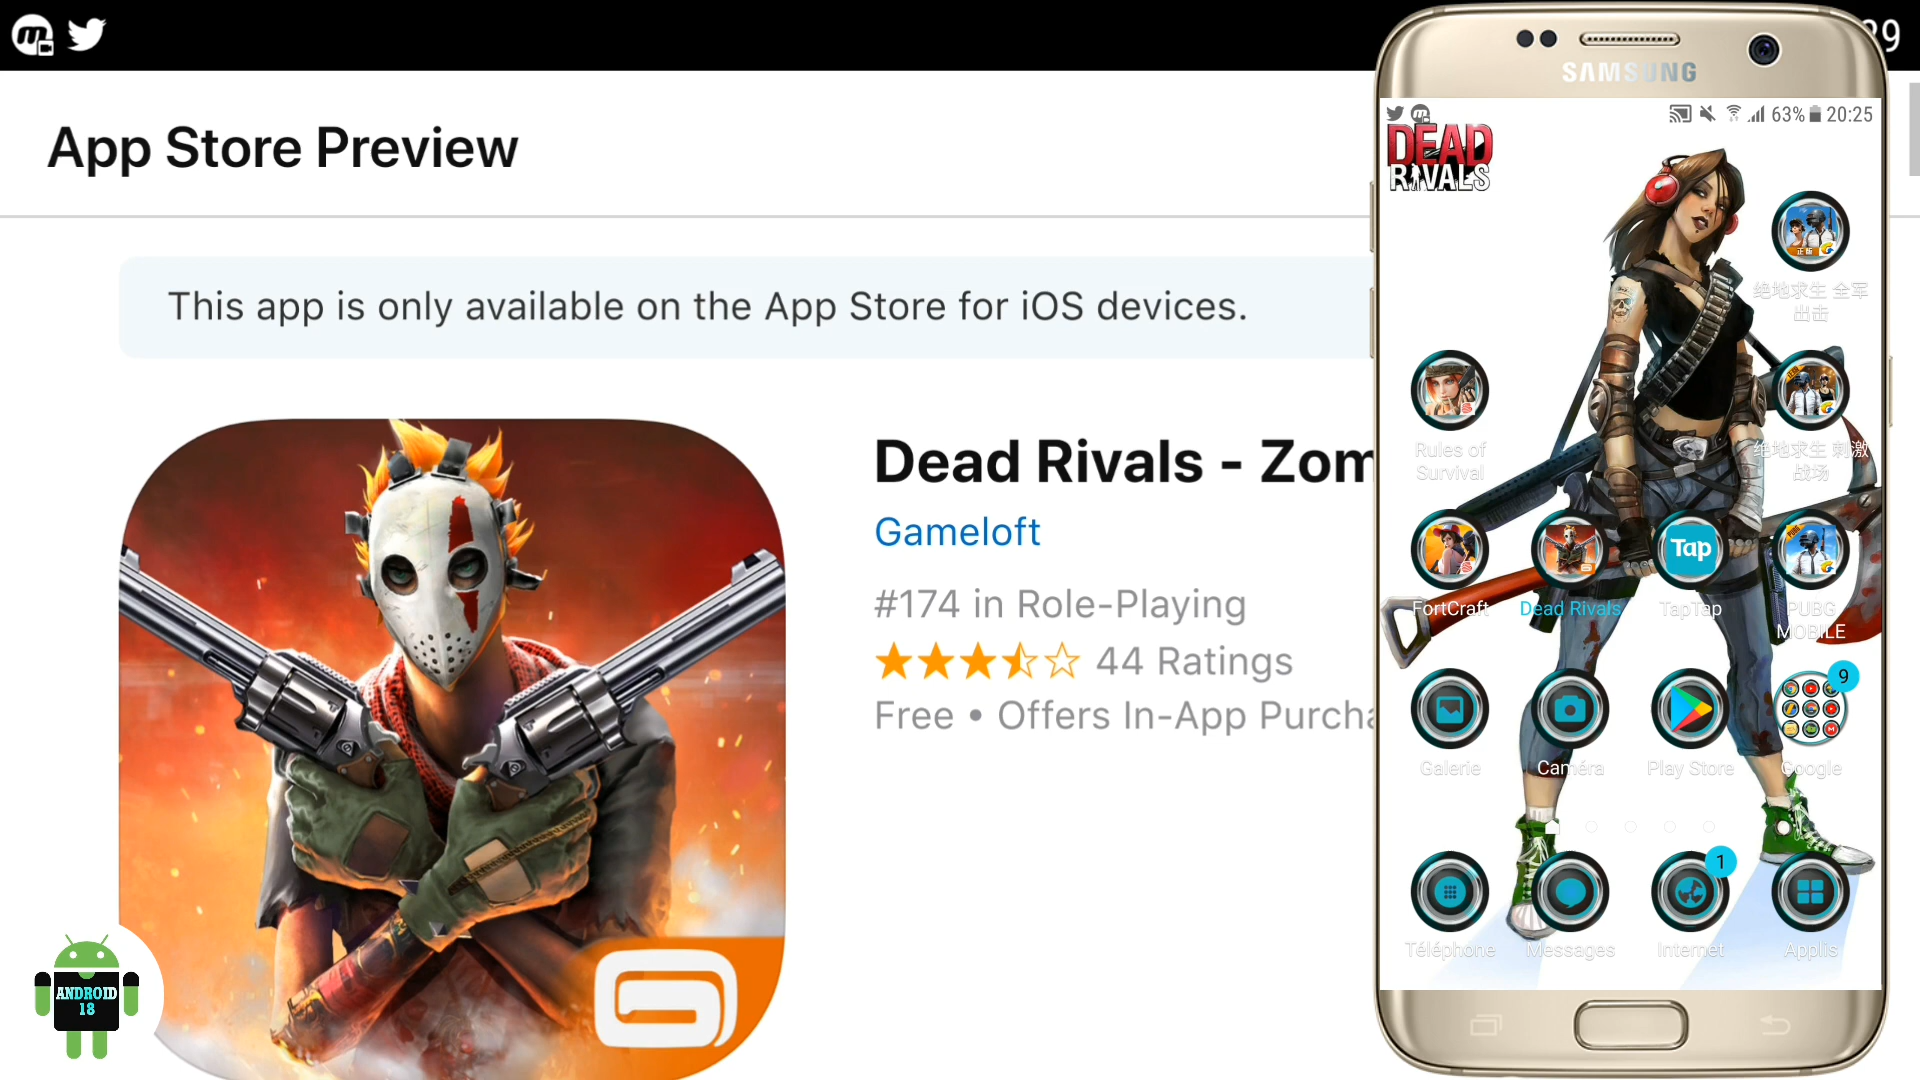 29
App Store Preview
This app is only available on the App Store for iOS devices.
Dead Rivals - Zom
Gameloft
#174 in Role-Playing
44 Ratings
Free • Offers In-App Purcha
ANDROID
18
SAMSUNG
63% 20:25
DEAD
RIVALS
绝地求生 全军
出击
Rules of
Survival
绝地求生 刺激
战场
FortCraft
Dead Rivals
Tap
TapTap
PUBG
MOBILE
9
Galerie
Caméra
Play Store
Google
1
Téléphone
Messages
Internet
Applis